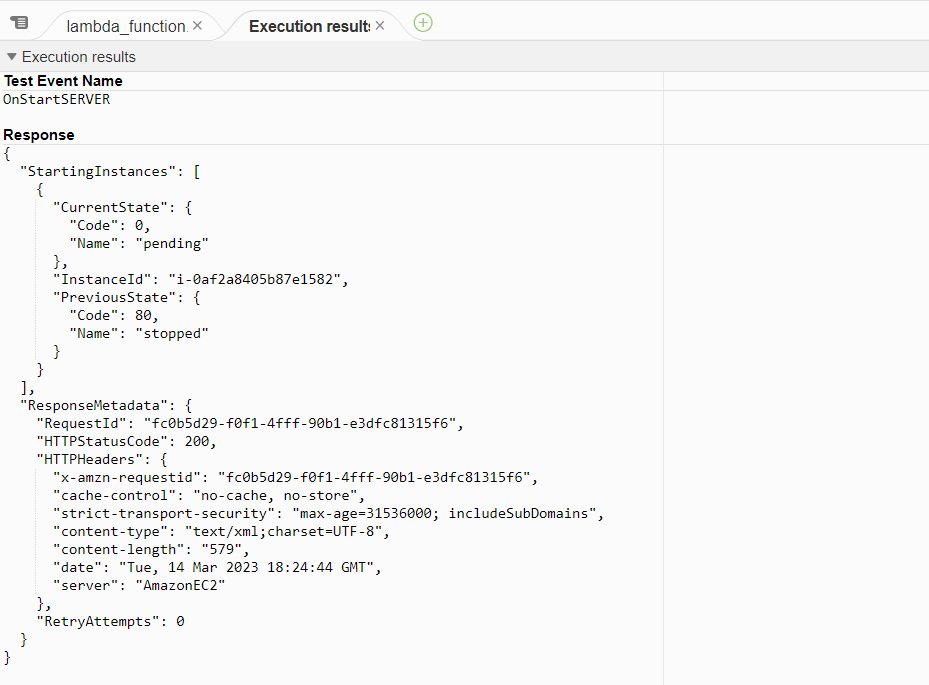 lambda_function. ×
Execution results ×
Execution results
Test Event Name
OnStartSERVER
Response
{
  "StartingInstances": [
    {
      "CurrentState": {
        "Code": 0,
        "Name": "pending"
      },
      "InstanceId": "i-0af2a8405b87e1582",
      "PreviousState": {
        "Code": 80,
        "Name": "stopped"
      }
    }
  ],
  "ResponseMetadata": {
    "RequestId": "fc0b5d29-f0f1-4fff-90b1-e3dfc81315f6",
    "HTTPStatusCode": 200,
    "HTTPHeaders": {
      "x-amzn-requestid": "fc0b5d29-f0f1-4fff-90b1-e3dfc81315f6",
      "cache-control": "no-cache, no-store",
      "strict-transport-security": "max-age=31536000; includeSubDomains",
      "content-type": "text/xml;charset=UTF-8",
      "content-length": "579",
      "date": "Tue, 14 Mar 2023 18:24:44 GMT",
      "server": "AmazonEC2"
    },
    "RetryAttempts": 0
  }
}